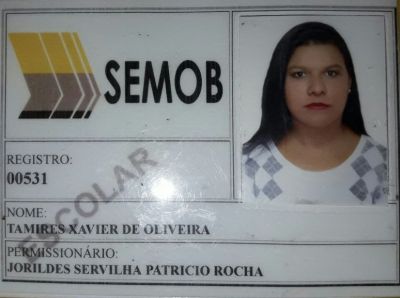 SEMOB
REGISTRO:
00531
ESCOLAR
NOME:
TAMIRES XAVIER DE OLIVEIRA
PERMISSIONÁRIO:
JORILDES SERVILHA PATRICIO ROCHA